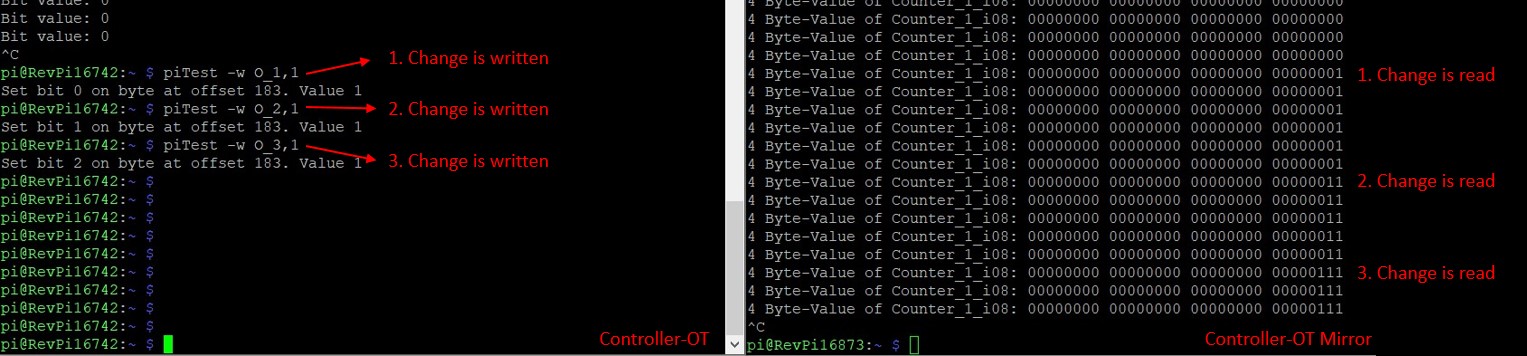 Bit value: 0
Bit value: 0
Bit value: 0
^C
pi@RevPi16742:~ $ piTest -w O_1,1 1. Change is written
Set bit 0 on byte at offset 183. Value 1
pi@RevPi16742:~ $ piTest -w O_2,1 2. Change is written
Set bit 1 on byte at offset 183. Value 1
pi@RevPi16742:~ $ piTest -w O_3,1 3. Change is written
Set bit 2 on byte at offset 183. Value 1
pi@RevPi16742:~ $
pi@RevPi16742:~ $
pi@RevPi16742:~ $
pi@RevPi16742:~ $
pi@RevPi16742:~ $
pi@RevPi16742:~ $
pi@RevPi16742:~ $
pi@RevPi16742:~ $
pi@RevPi16742:~ $
pi@RevPi16742:~ $ Controller-OT
4 Byte-Value of Counter_1_i08: 00000000 00000000 00000000 00000000
4 Byte-Value of Counter_1_i08: 00000000 00000000 00000000 00000000
4 Byte-Value of Counter_1_i08: 00000000 00000000 00000000 00000000
4 Byte-Value of Counter_1_i08: 00000000 00000000 00000000 00000000
4 Byte-Value of Counter_1_i08: 00000000 00000000 00000000 00000001 1. Change is read
4 Byte-Value of Counter_1_i08: 00000000 00000000 00000000 00000001
4 Byte-Value of Counter_1_i08: 00000000 00000000 00000000 00000001
4 Byte-Value of Counter_1_i08: 00000000 00000000 00000000 00000001
4 Byte-Value of Counter_1_i08: 00000000 00000000 00000000 00000001
4 Byte-Value of Counter_1_i08: 00000000 00000000 00000000 00000001
4 Byte-Value of Counter_1_i08: 00000000 00000000 00000000 00000011 2. Change is read
4 Byte-Value of Counter_1_i08: 00000000 00000000 00000000 00000011
4 Byte-Value of Counter_1_i08: 00000000 00000000 00000000 00000011
4 Byte-Value of Counter_1_i08: 00000000 00000000 00000000 00000011
4 Byte-Value of Counter_1_i08: 00000000 00000000 00000000 00000011
4 Byte-Value of Counter_1_i08: 00000000 00000000 00000000 00000111 3. Change is read
4 Byte-Value of Counter_1_i08: 00000000 00000000 00000000 00000111
4 Byte-Value of Counter_1_i08: 00000000 00000000 00000000 00000111
^C
pi@RevPi16873:~ $ Controller-OT Mirror